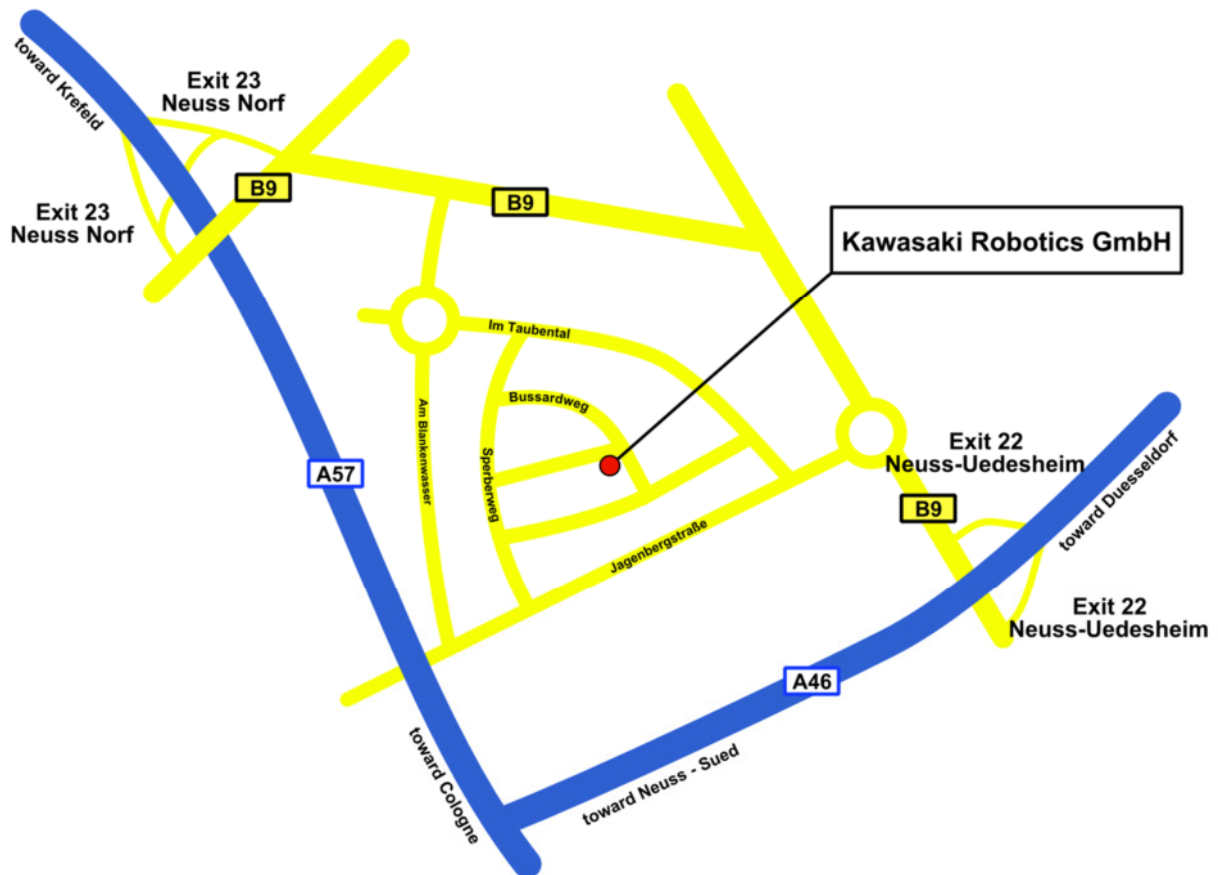 toward Krefeld
Exit 23
Neuss Norf
B9
B9
Exit 23
Neuss Norf
Kawasaki Robotics GmbH
Im Taubental
Bussardweg
Am Blankenwasser
Sperberweg
A57
Exit 22
Neuss-Uedesheim
B9
toward Duesseldorf
Jagenbergstraße
Exit 22
Neuss-Uedesheim
A46
toward Cologne
toward Neuss - Sued